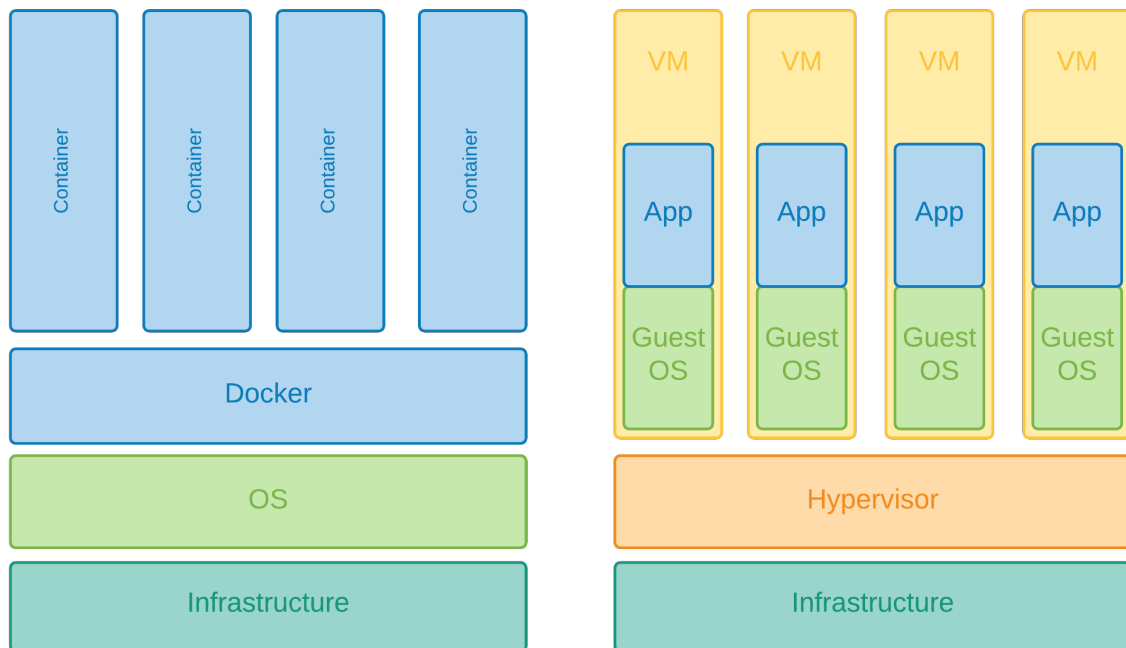 Container
Container
Container
Container
Docker
OS
Infrastructure
VM
VM
VM
VM
App
App
App
App
Guest
OS
Guest
OS
Guest
OS
Guest
OS
Hypervisor
Infrastructure